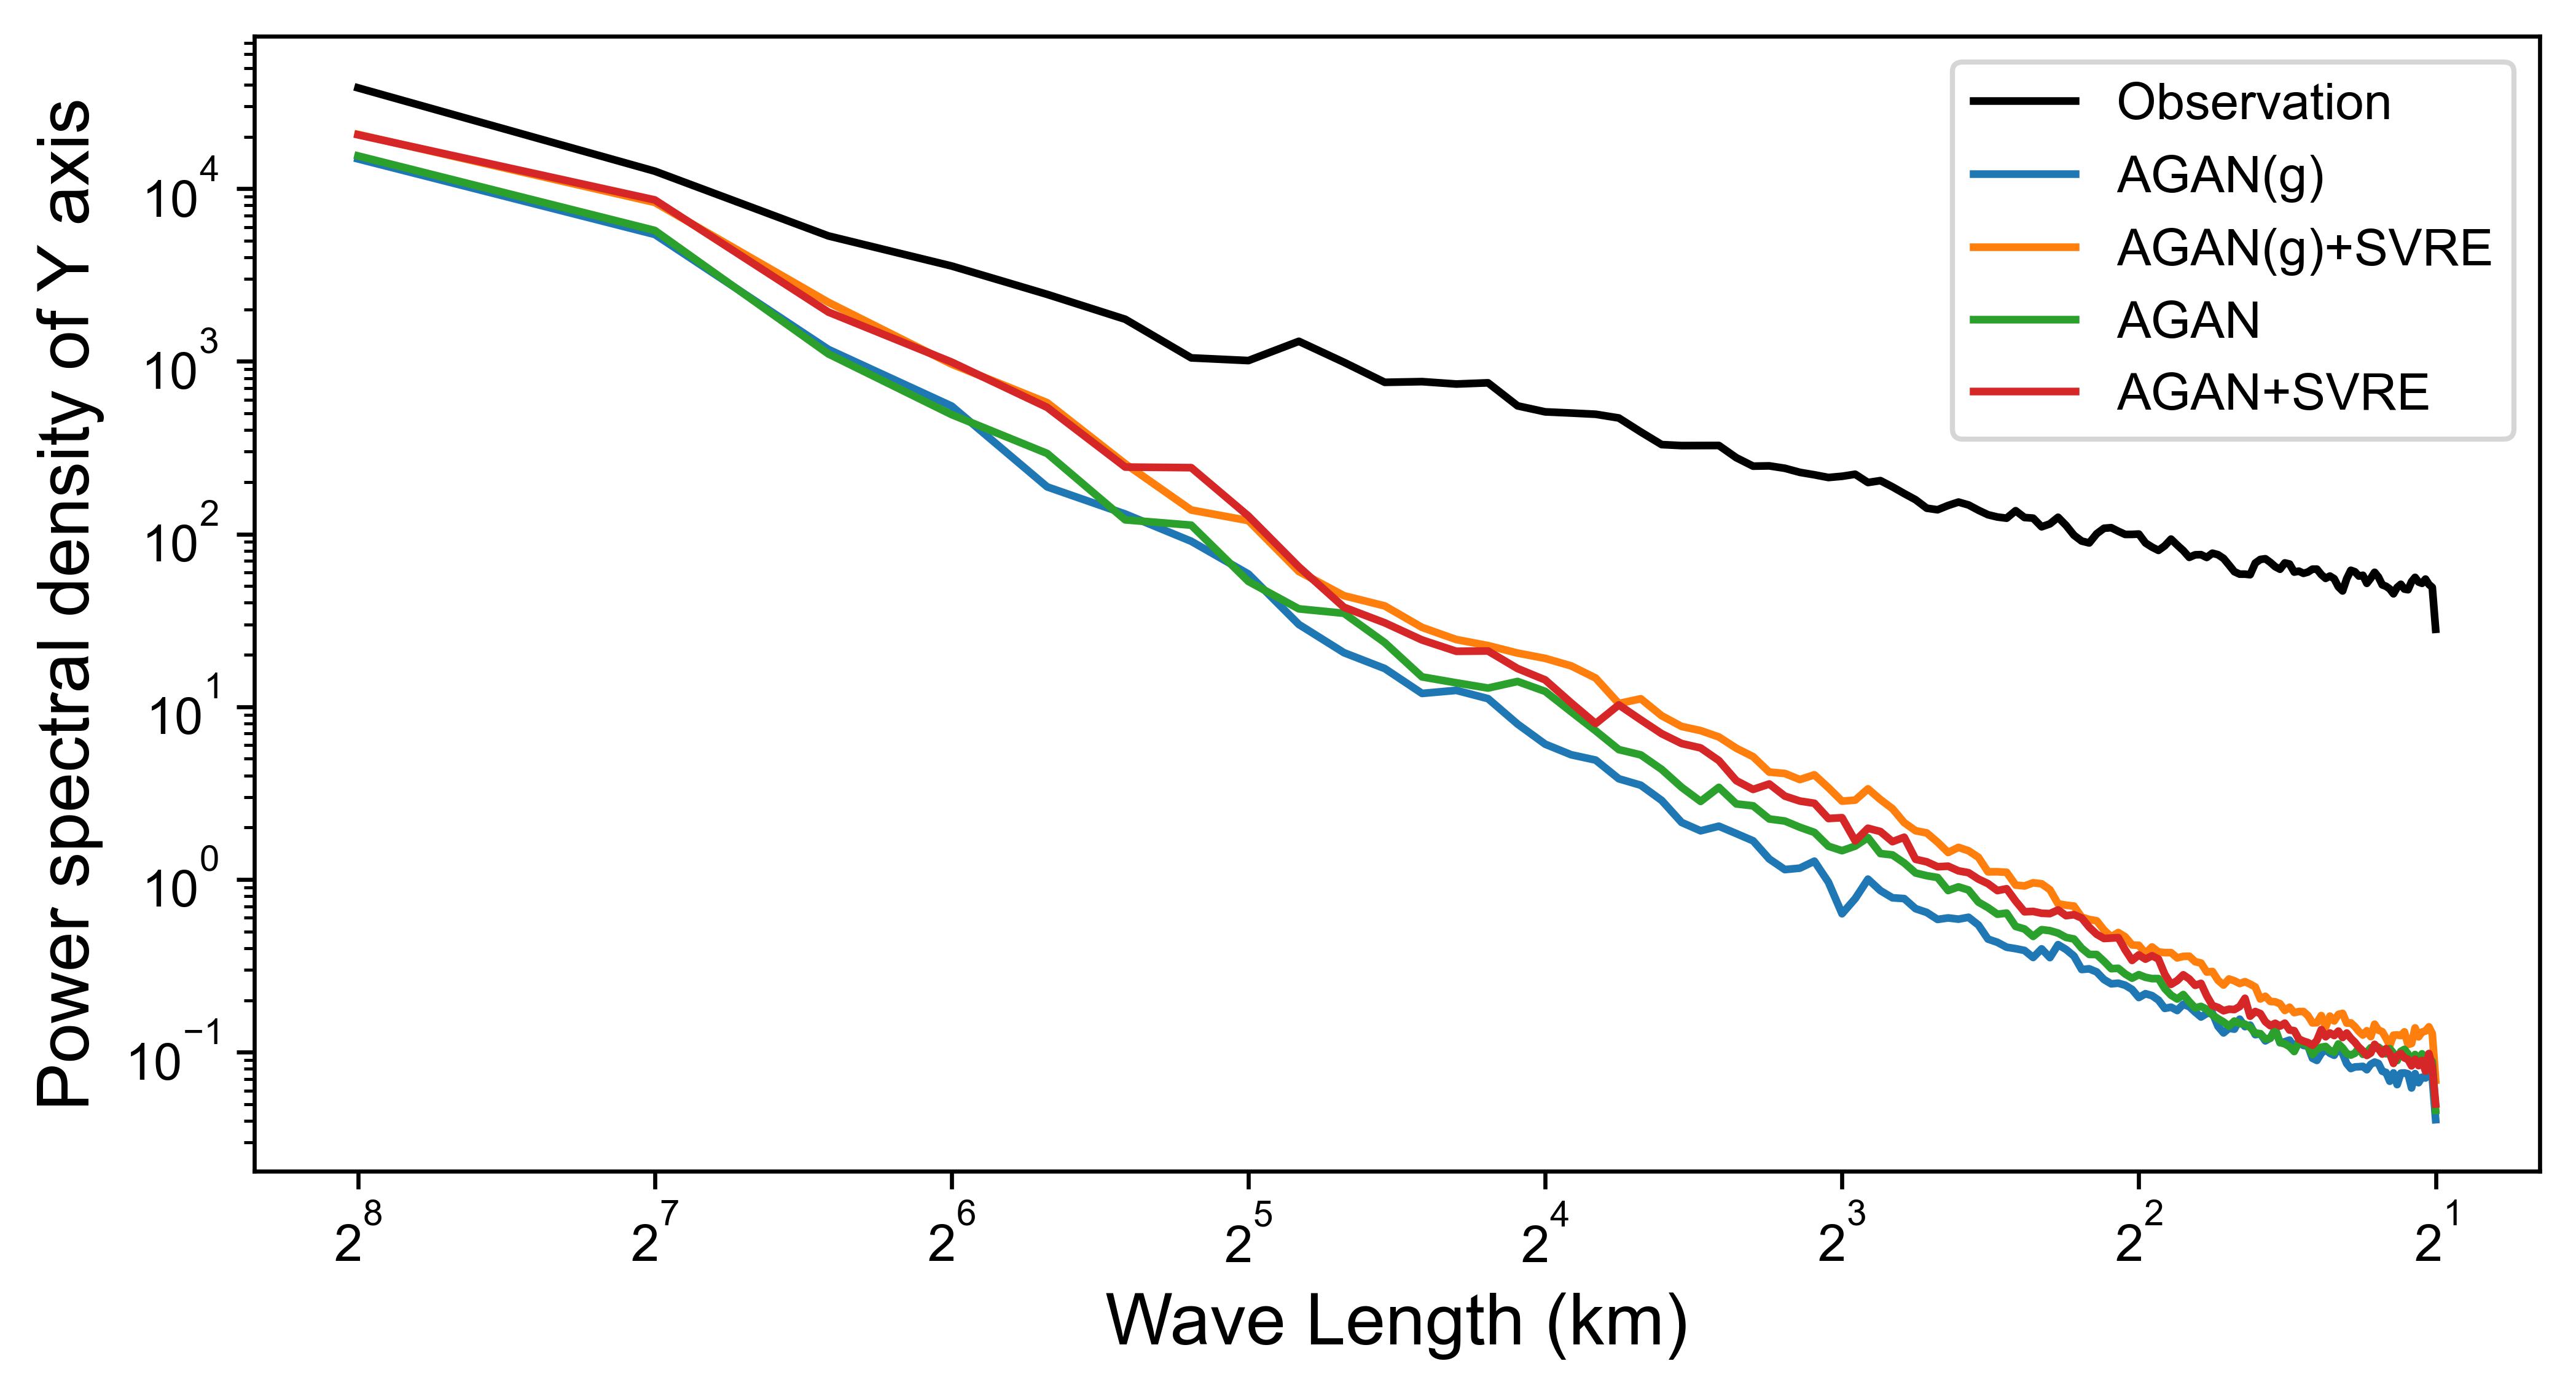 Power spectral density of Y axis
10^4
10^3
10^2
10^1
10^0
10^−1
Observation
AGAN(g)
AGAN(g)+SVRE
AGAN
AGAN+SVRE
2^8 2^7 2^6 2^5 2^4 2^3 2^2 2^1
Wave Length (km)